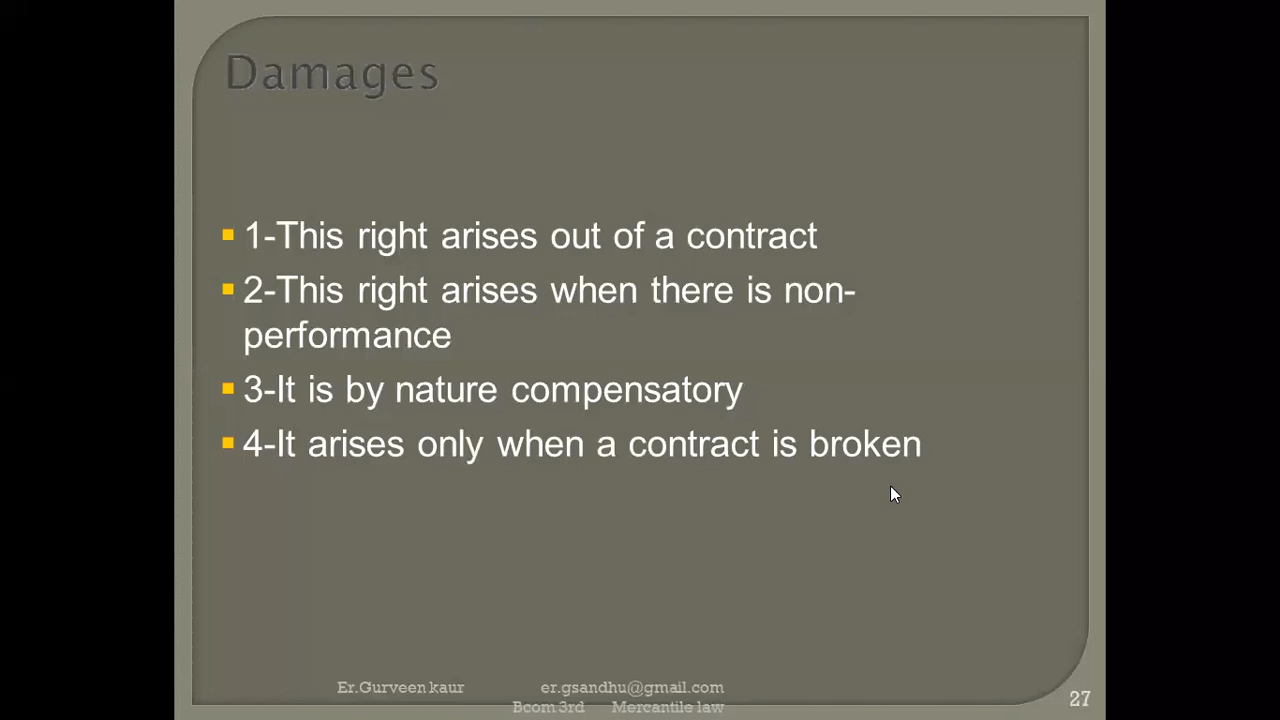 Damages
1-This right arises out of a contract
2-This right arises when there is non-
performance
3-It is by nature compensatory
4-It arises only when a contract is broken
Er.Gurveen kaur er.gsandhu@gmail.com
Bcom 3rd Mercantile law
27